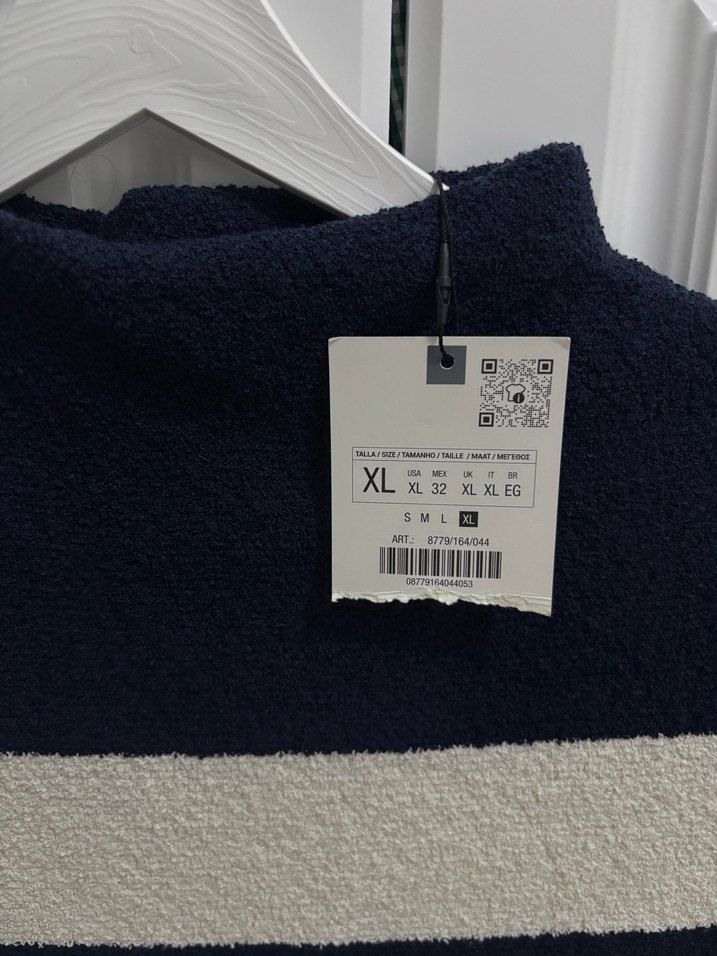 TALLA / SIZE / TAMANHO / TAILLE / MAAT / ΜΕΓΕΘΟΣ
XL USA XL MEX 32 UK XL IT XL BR EG
S M L XL
ART.: 8779/164/044
08779164044053